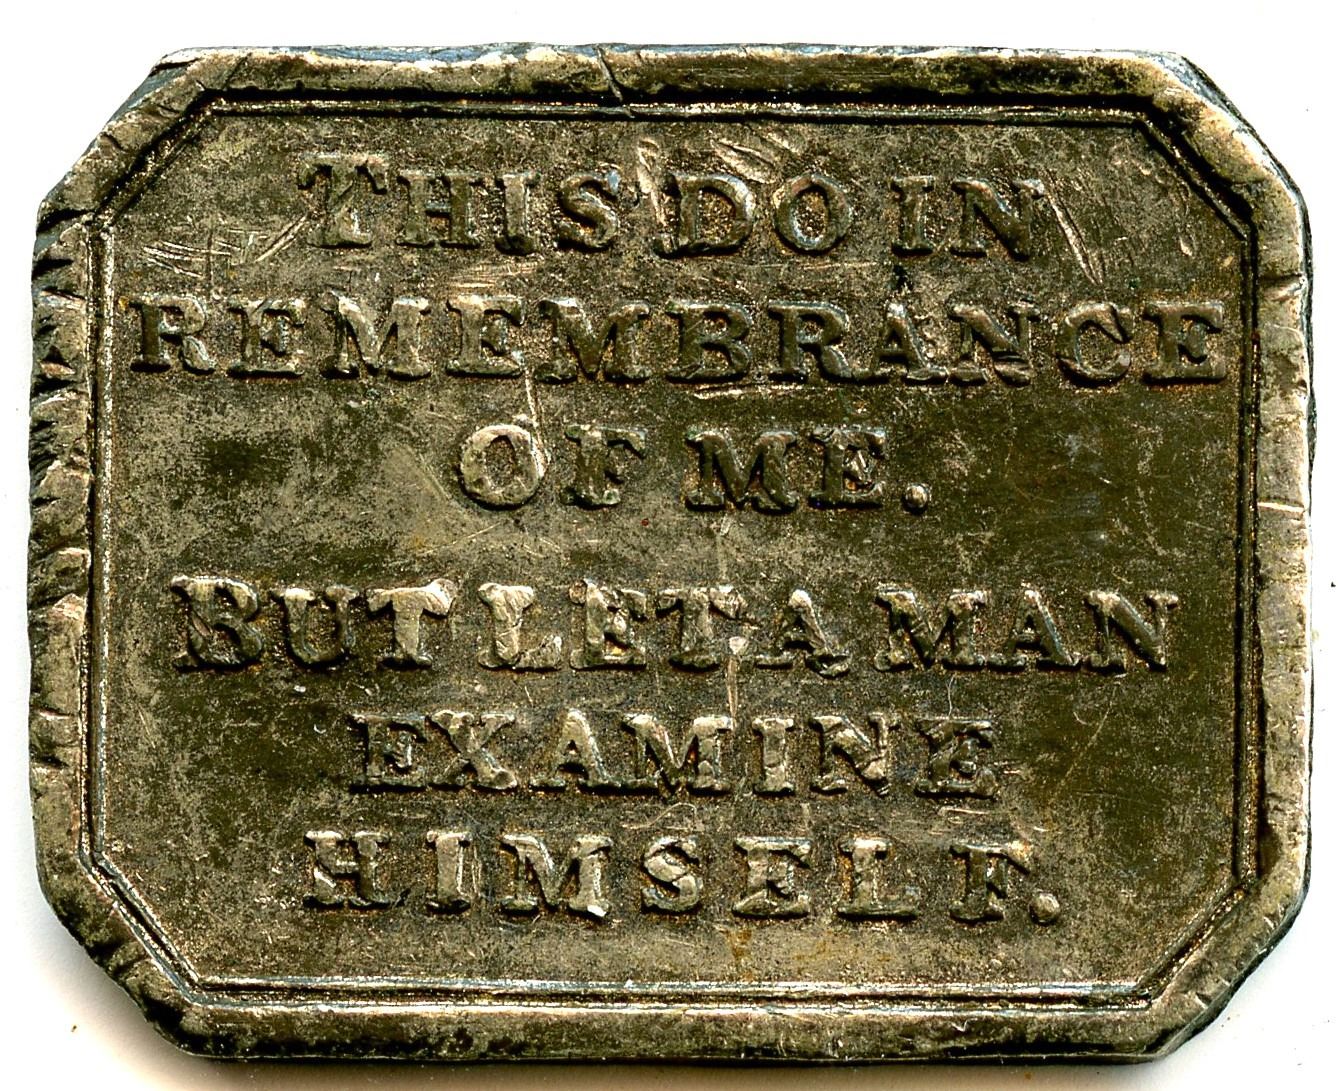 THIS DO IN
REMEMBRANCE
OF ME.
BUT LET A MAN
EXAMINE
HIMSELF.